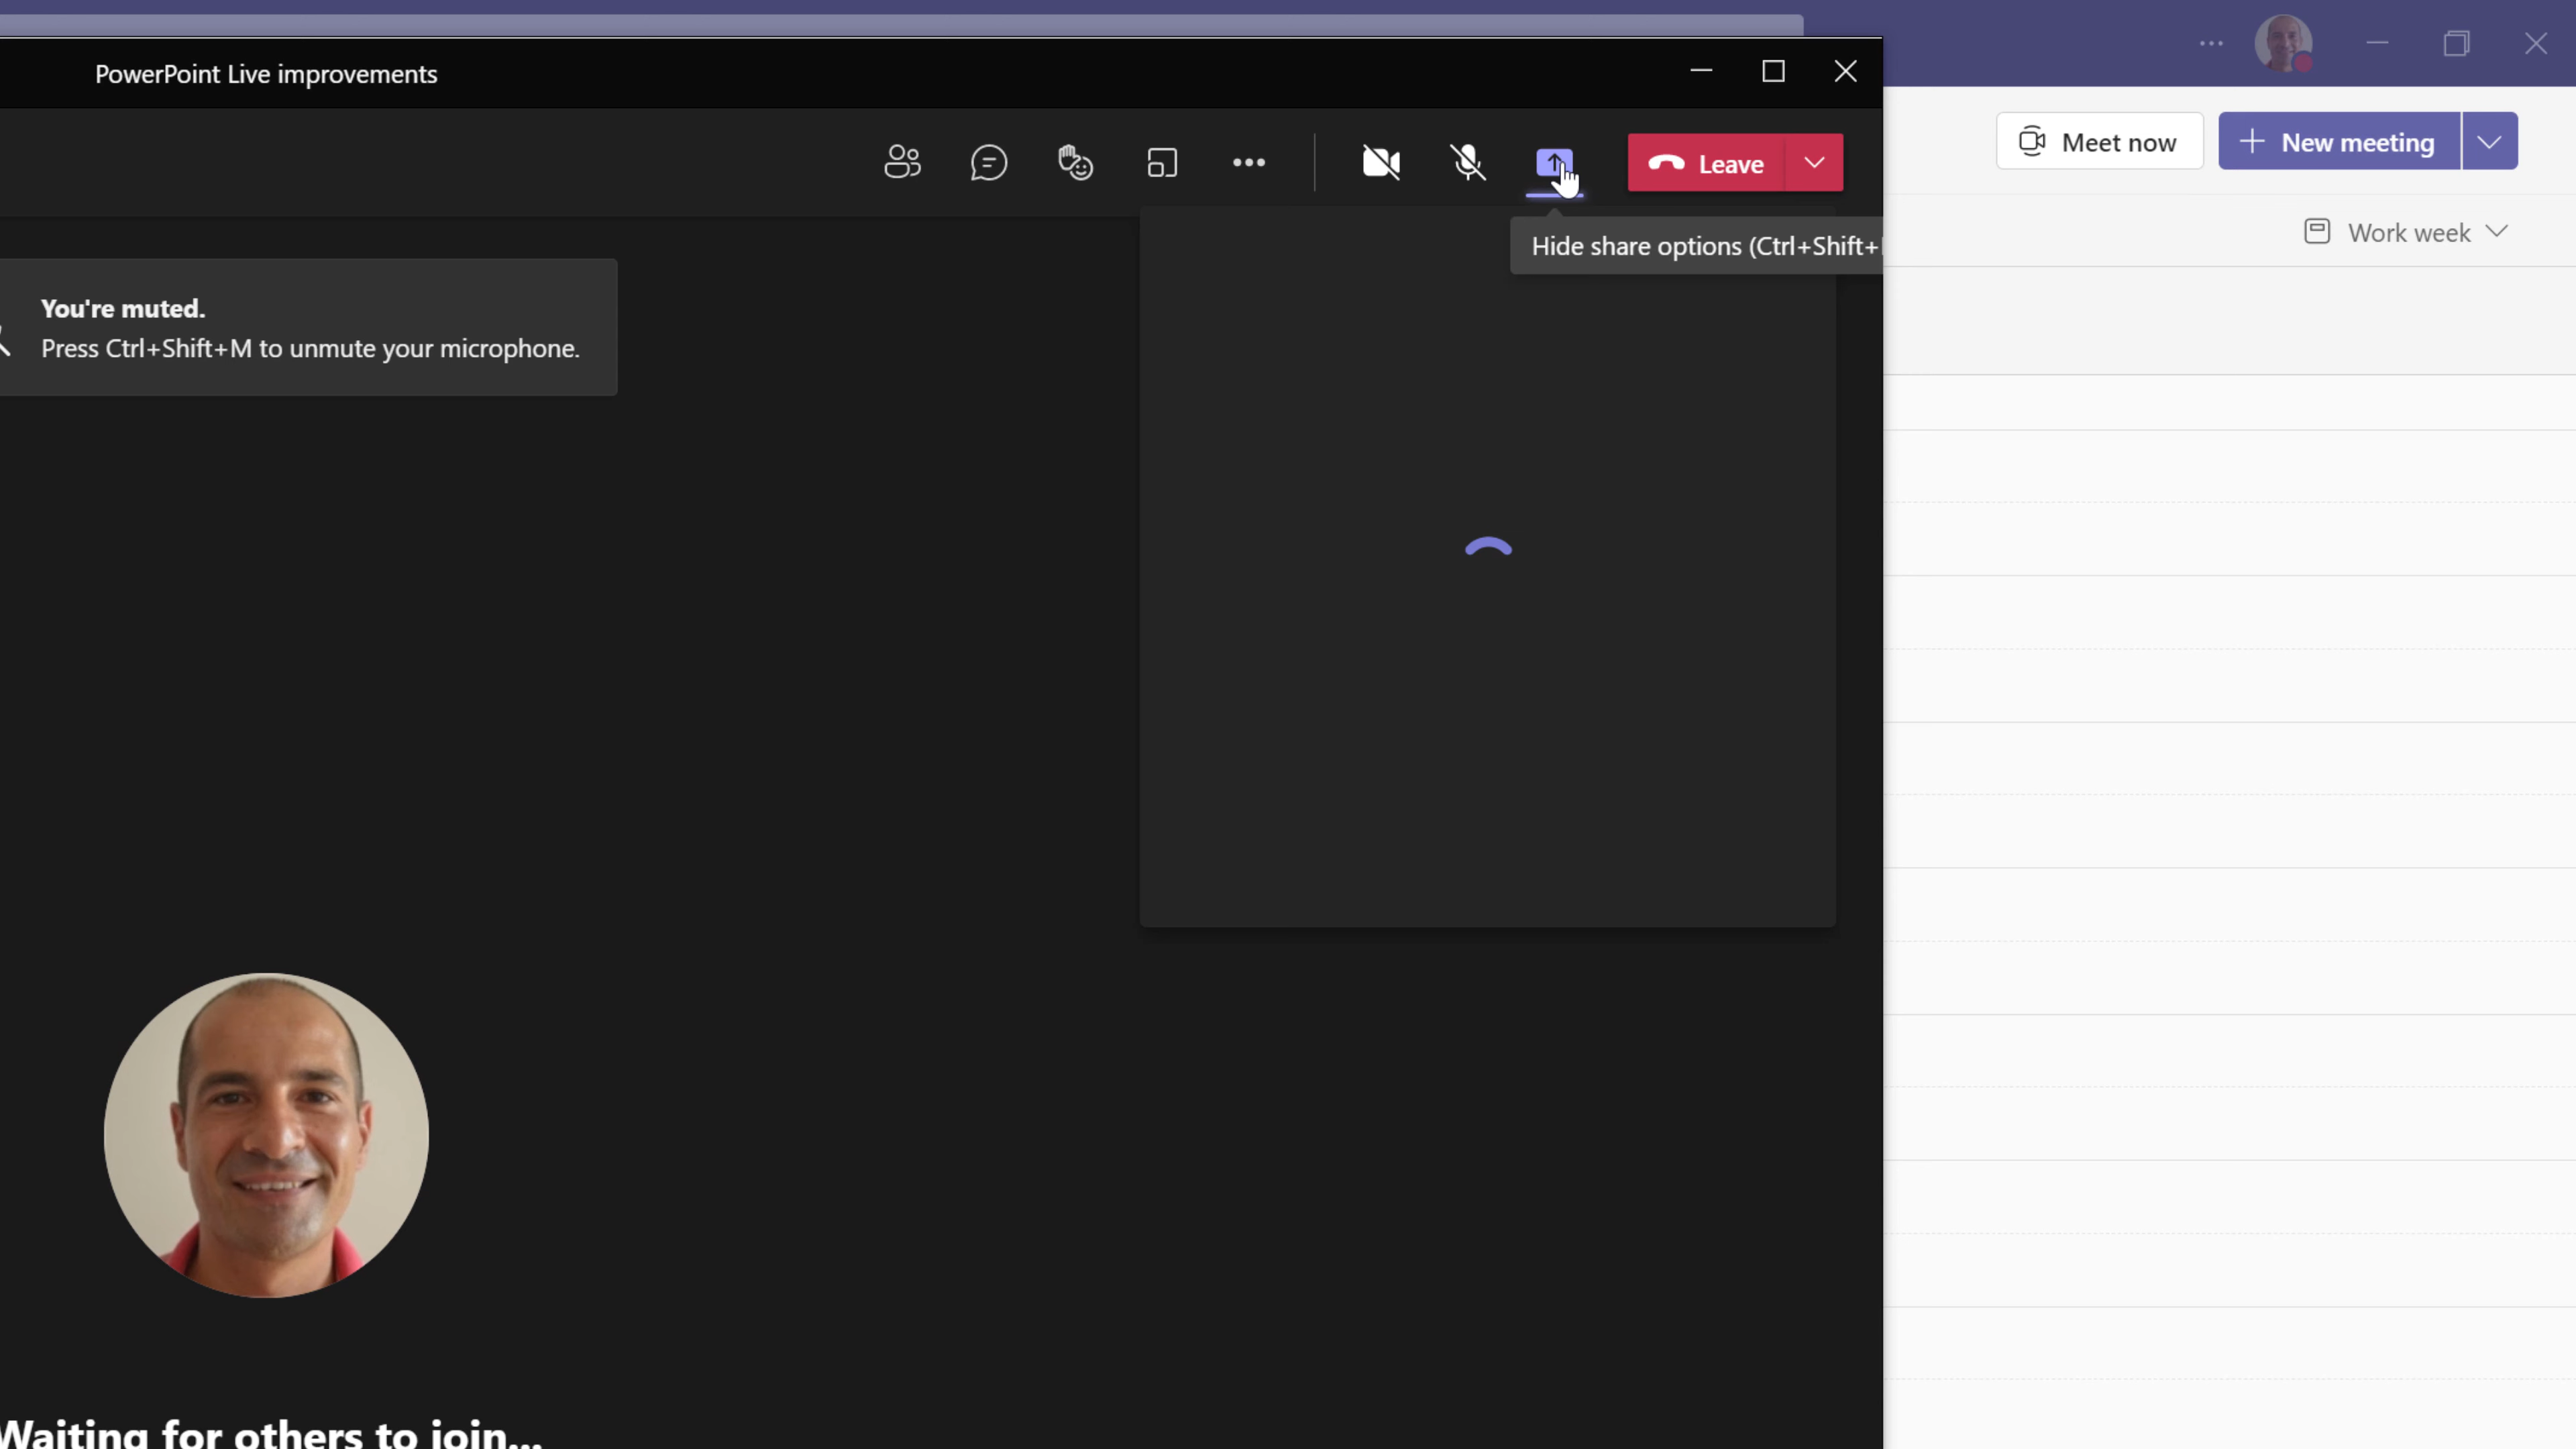 PowerPoint Live improvements
Meet now
New meeting
Leave
Hide share options (Ctrl+Shift+
Work week
You're muted.
Press Ctrl+Shift+M to unmute your microphone.
Waiting for others to join...